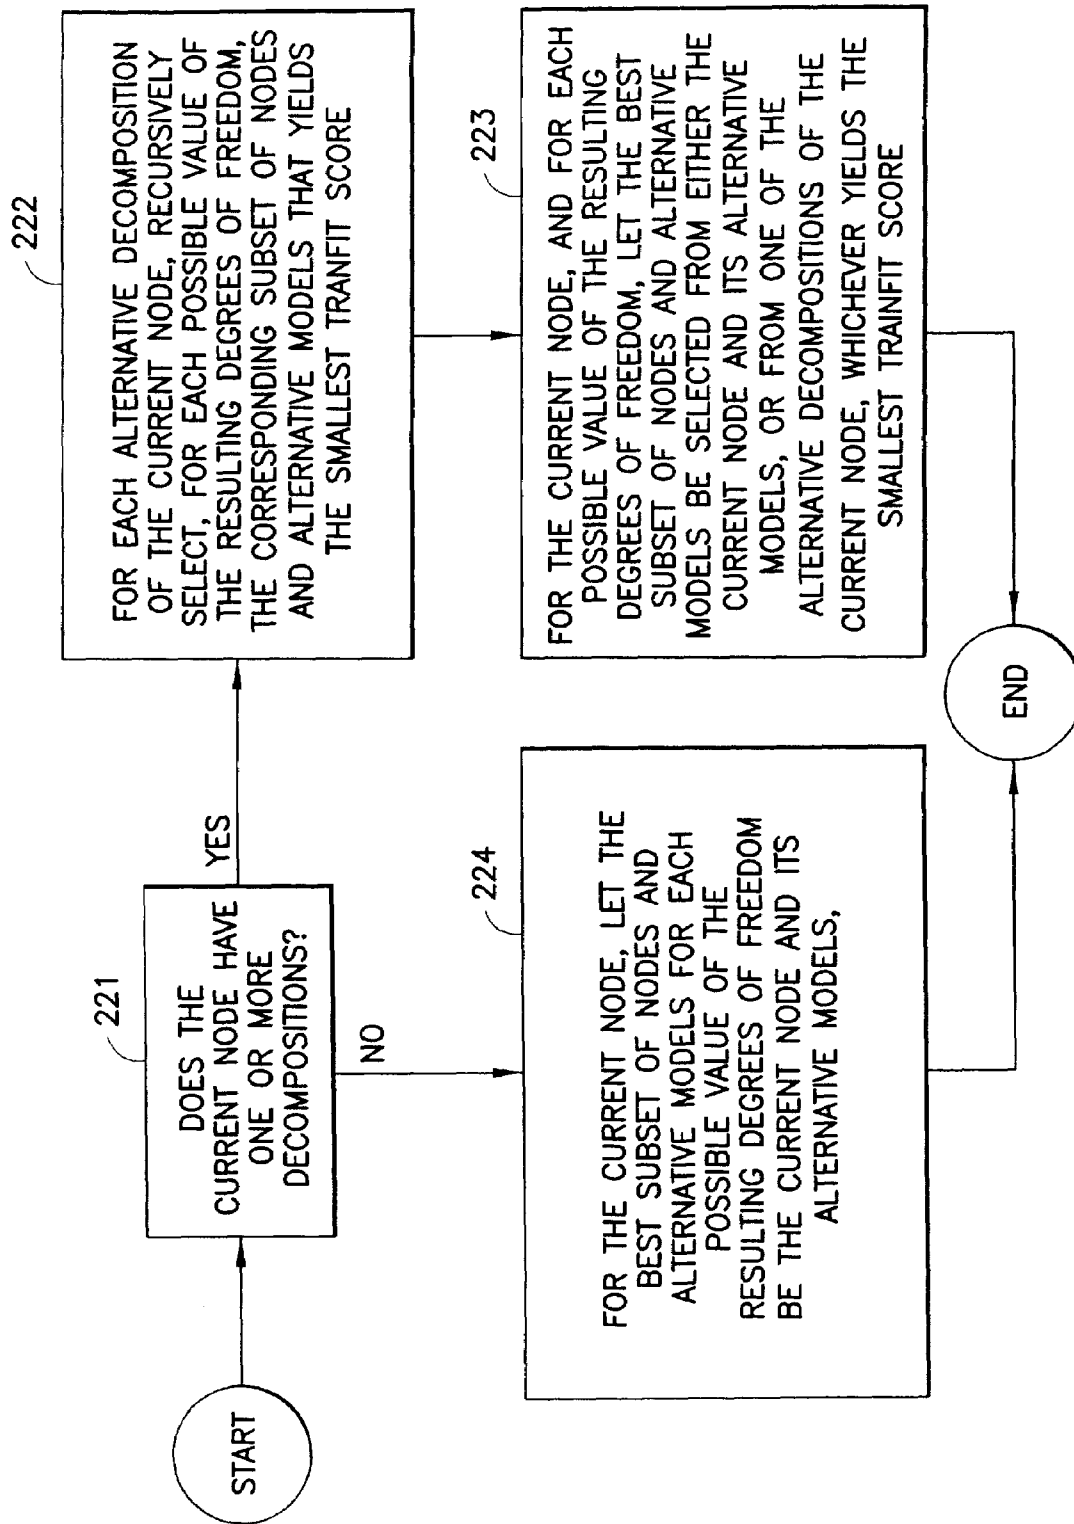 START
221
DOES THE
CURRENT NODE HAVE
ONE OR MORE
DECOMPOSITIONS?
YES
NO
222
FOR EACH ALTERNATIVE DECOMPOSITION
OF THE CURRENT NODE, RECURSIVELY
SELECT, FOR EACH POSSIBLE VALUE OF
THE RESULTING DEGREES OF FREEDOM,
THE CORRESPONDING SUBSET OF NODES
AND ALTERNATIVE MODELS THAT YIELDS
THE SMALLEST TRANFIT SCORE
224
FOR THE CURRENT NODE, LET THE
BEST SUBSET OF NODES AND
ALTERNATIVE MODELS FOR EACH
POSSIBLE VALUE OF THE
RESULTING DEGREES OF FREEDOM
BE THE CURRENT NODE AND ITS
ALTERNATIVE MODELS,
223
FOR THE CURRENT NODE, AND FOR EACH
POSSIBLE VALUE OF THE RESULTING
DEGREES OF FREEDOM, LET THE BEST
SUBSET OF NODES AND ALTERNATIVE
MODELS BE SELECTED FROM EITHER THE
CURRENT NODE AND ITS ALTERNATIVE
MODELS, OR FROM ONE OF THE
ALTERNATIVE DECOMPOSITIONS OF THE
CURRENT NODE, WHICHEVER YIELDS THE
SMALLEST TRAINFIT SCORE
END